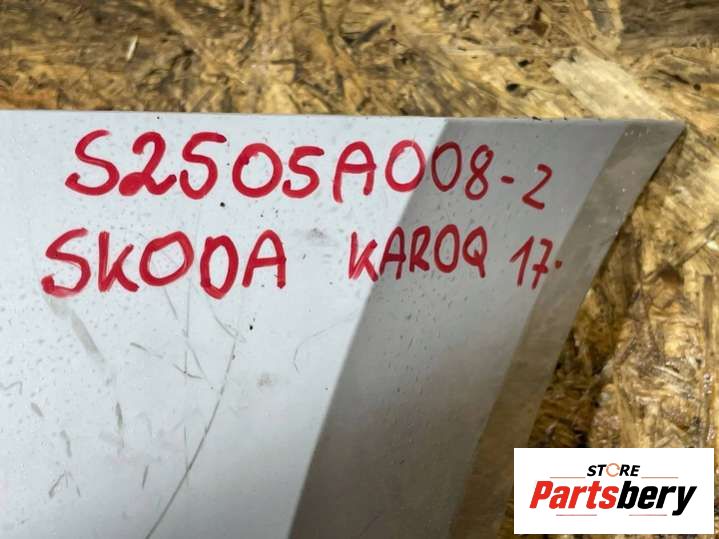 S2505A008-2
SKODA KAROQ 17.
STORE
Partsbery